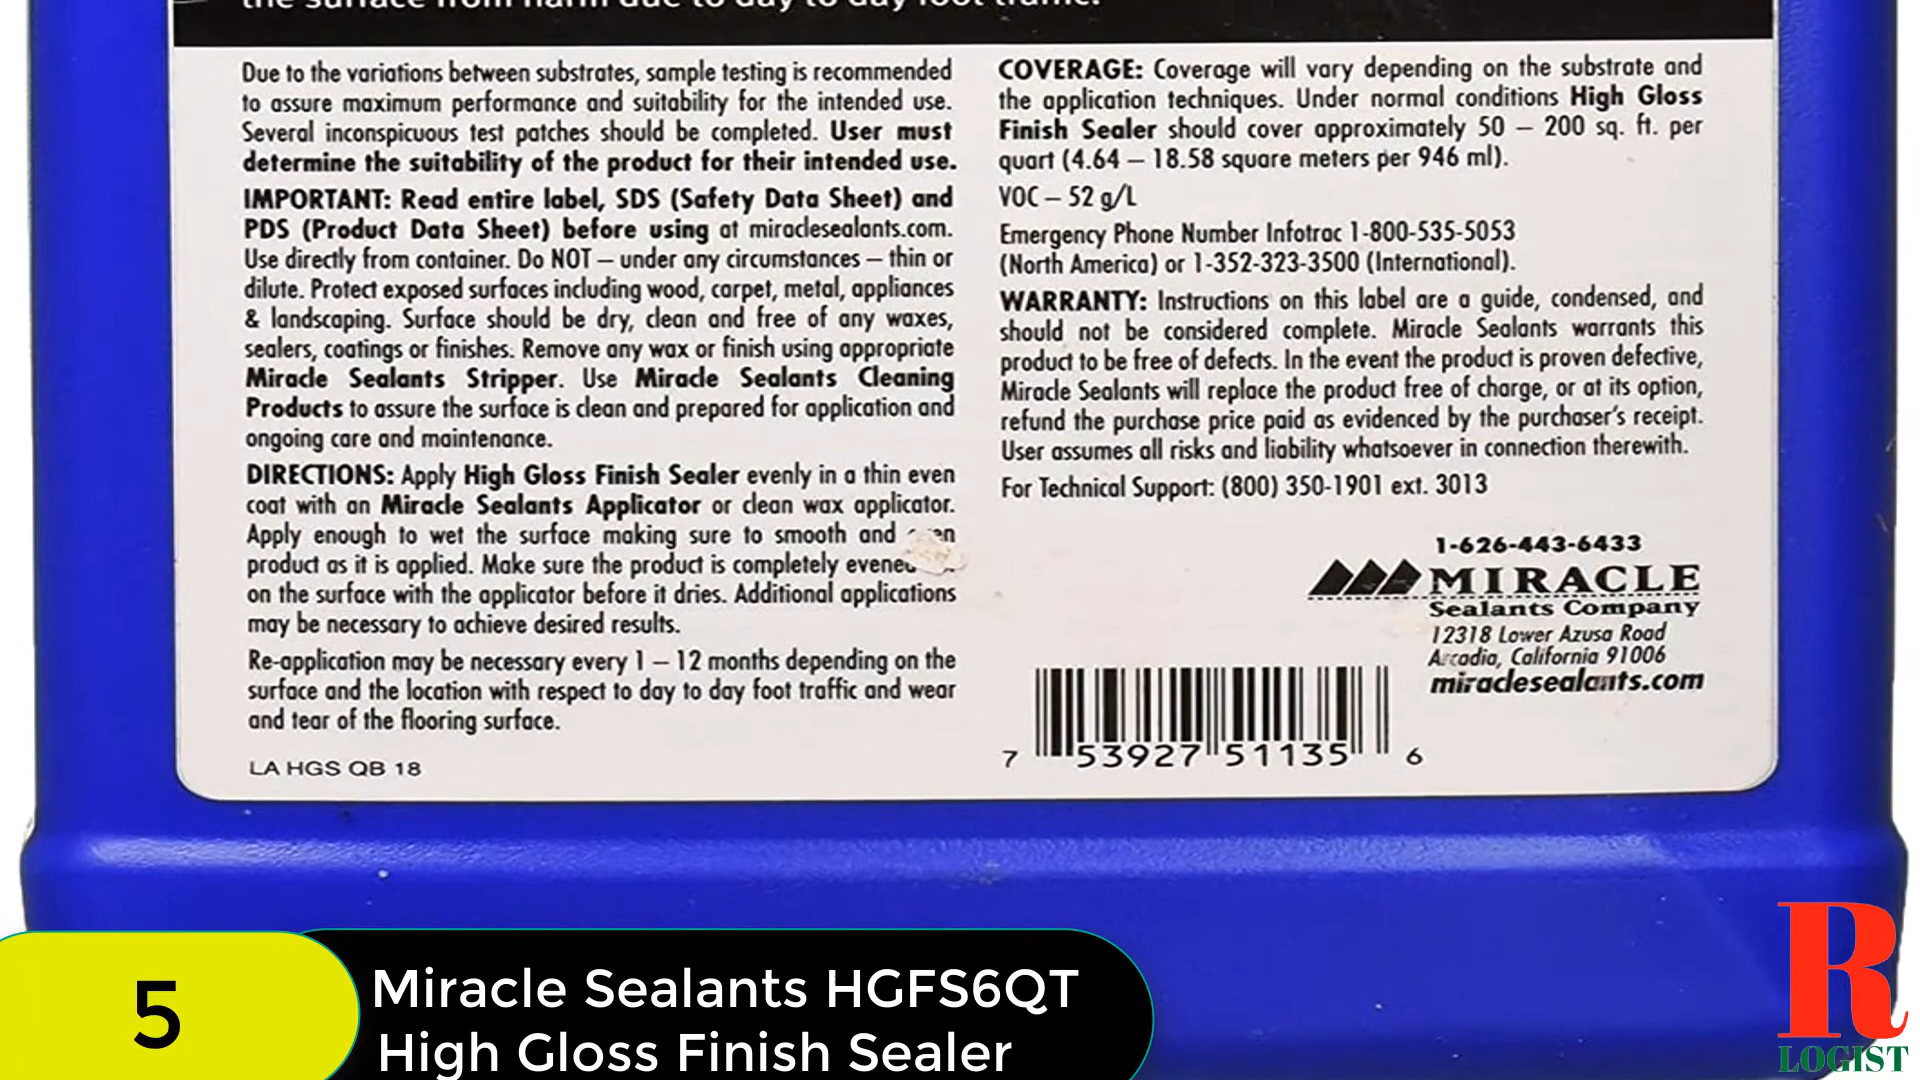 the surface from harm due to day to day foot traffic.
Due to the variations between substrates, sample testing is recommended
to assure maximum performance and suitability for the intended use.
Several inconspicuous test patches should be completed. User must
determine the suitability of the product for their intended use.
IMPORTANT: Read entire label, SDS (Safety Data Sheet) and
PDS (Product Data Sheet) before using at miraclesealants.com.
Use directly from container. Do NOT – under any circumstances – thin or
dilute. Protect exposed surfaces including wood, carpet, metal, appliances
& landscaping. Surface should be dry, clean and free of any waxes,
sealers, coatings or finishes. Remove any wax or finish using appropriate
Miracle Sealants Stripper. Use Miracle Sealants Cleaning
Products to assure the surface is clean and prepared for application and
ongoing care and maintenance.
DIRECTIONS: Apply High Gloss Finish Sealer evenly in a thin even
coat with an Miracle Sealants Applicator or clean wax applicator.
Apply enough to wet the surface making sure to smooth and
product as it is applied. Make sure the product is completely evened
on the surface with the applicator before it dries. Additional applications
may be necessary to achieve desired results.
Re-application may be necessary every 1 – 12 months depending on the
surface and the location with respect to day to day foot traffic and wear
and tear of the flooring surface.
LA HGS QB 18
COVERAGE: Coverage will vary depending on the substrate and
the application techniques. Under normal conditions High Gloss
Finish Sealer should cover approximately 50 – 200 sq. ft. per
quart (4.64 – 18.58 square meters per 946 ml).
VOC – 52 g/L
Emergency Phone Number Infotrac 1-800-535-5053
(North America) or 1-352-323-3500 (International).
WARRANTY: Instructions on this label are a guide, condensed, and
should not be considered complete. Miracle Sealants warrants this
product to be free of defects. In the event the product is proven defective,
Miracle Sealants will replace the product free of charge, or at its option,
refund the purchase price paid as evidenced by the purchaser's receipt.
User assumes all risks and liability whatsoever in connection therewith.
For Technical Support: (800) 350-1901 ext. 3013
1-626-443-6433
MIRACLE
Sealants Company
12318 Lower Azusa Road
Arcadia, California 91006
miraclesealants.com
7 53927 51135 6
5
Miracle Sealants HGFS6QT
High Gloss Finish Sealer
R
LOGIST